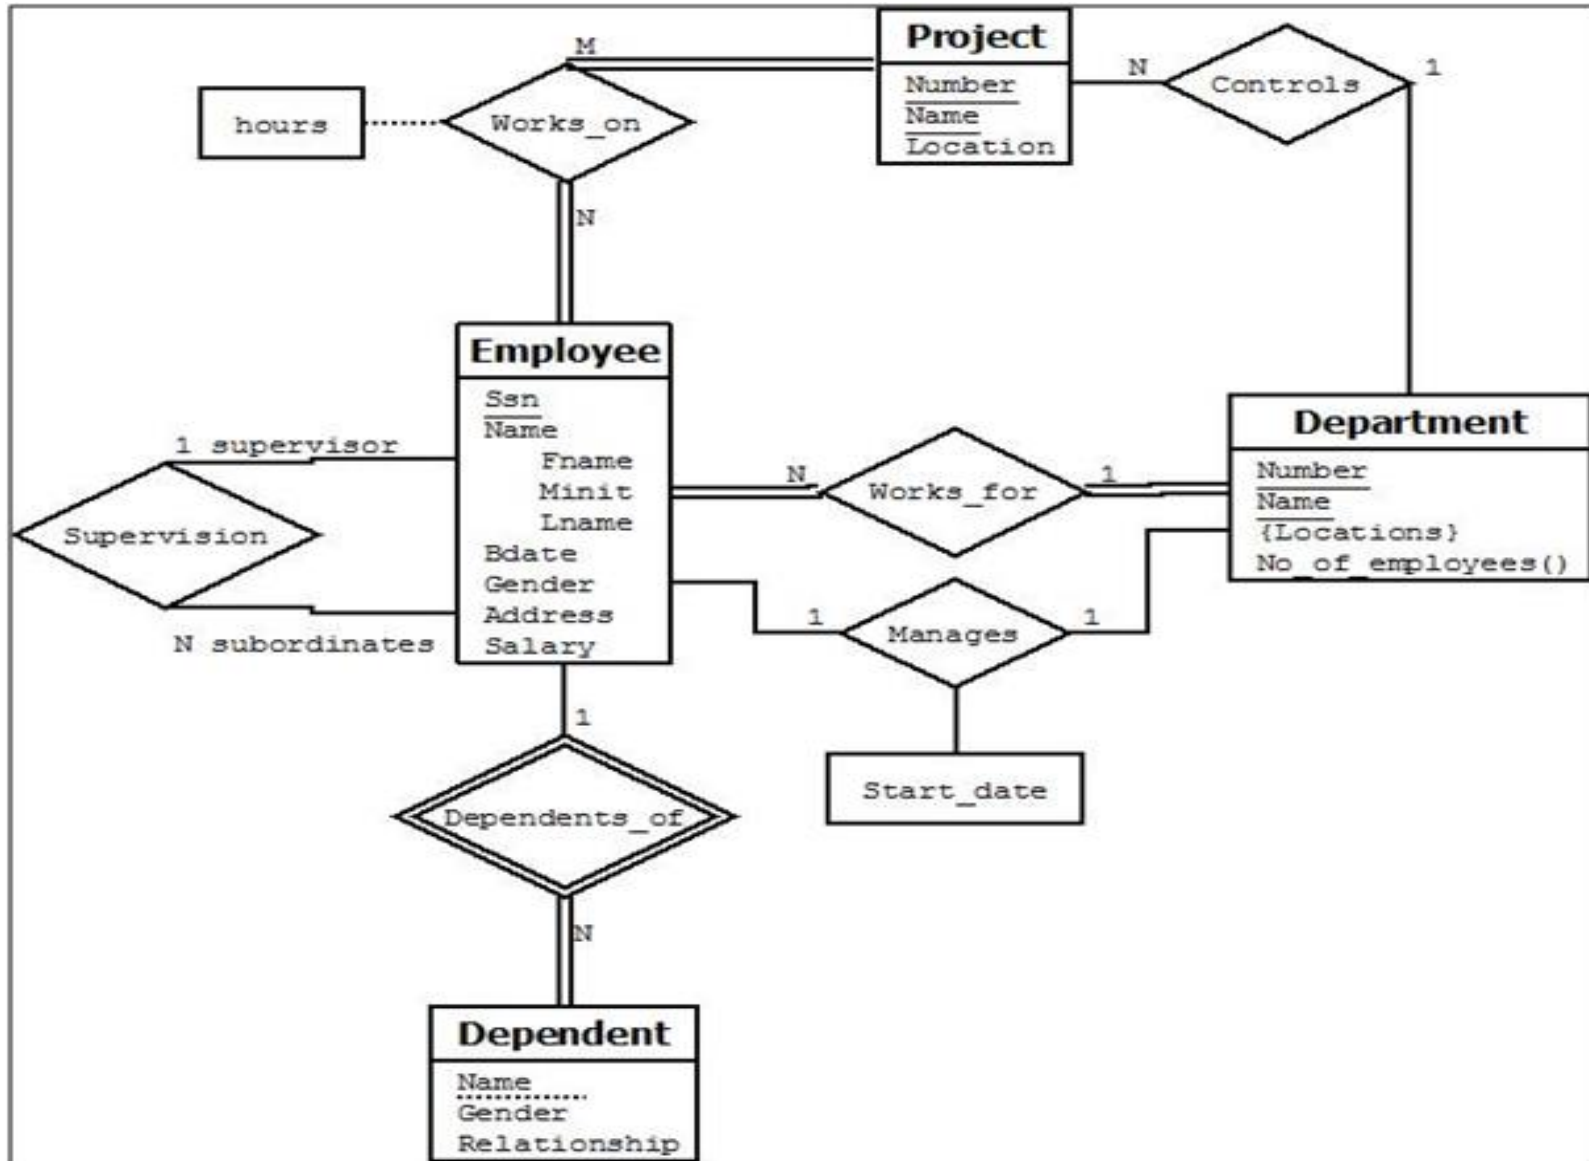 Project
M
N
Controls
1
Number
Name
Location
hours
Works_on
N
Employee
Ssn
Name
Fname
Minit
Lname
Bdate
Gender
Address
Salary
1 supervisor
Supervision
N subordinates
N
Works_for
1
Department
Number
Name
{Locations}
No_of_employees()
1
Manages
1
Start_date
1
Dependents_of
N
Dependent
Name
Gender
Relationship